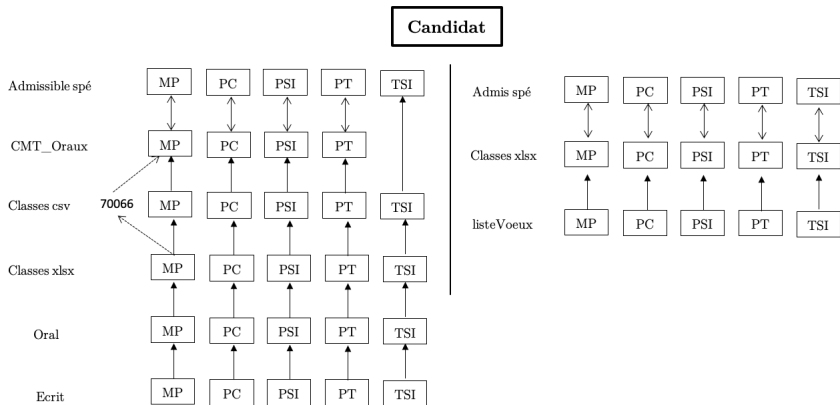 Candidat
Admissible spé MP PC PSI PT TSI
CMT_Oraux MP PC PSI PT
Classes csv 70066 MP PC PSI PT TSI
Classes xlsx MP PC PSI PT TSI
Oral MP PC PSI PT TSI
Ecrit MP PC PSI PT TSI
Admis spé MP PC PSI PT TSI
Classes xlsx MP PC PSI PT TSI
listeVoeux MP PC PSI PT TSI